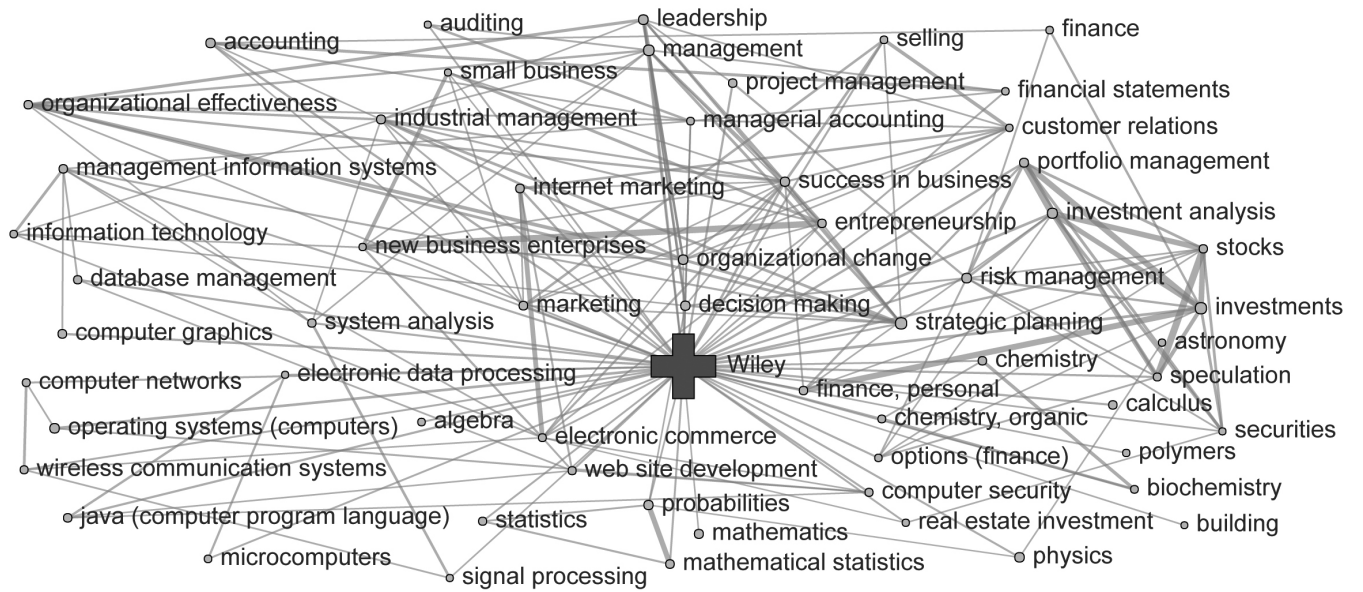 auditing
leadership
accounting
management
selling
finance
small business
project management
financial statements
organizational effectiveness
industrial management
managerial accounting
customer relations
management information systems
internet marketing
success in business
portfolio management
information technology
new business enterprises
entrepreneurship
investment analysis
organizational change
stocks
database management
marketing
decision making
risk management
investments
computer graphics
system analysis
strategic planning
astronomy
Wiley
chemistry
speculation
computer networks
electronic data processing
finance, personal
calculus
operating systems (computers)
algebra
electronic commerce
chemistry, organic
securities
wireless communication systems
web site development
options (finance)
polymers
probabilities
computer security
biochemistry
java (computer program language)
statistics
mathematics
real estate investment
building
microcomputers
signal processing
mathematical statistics
physics